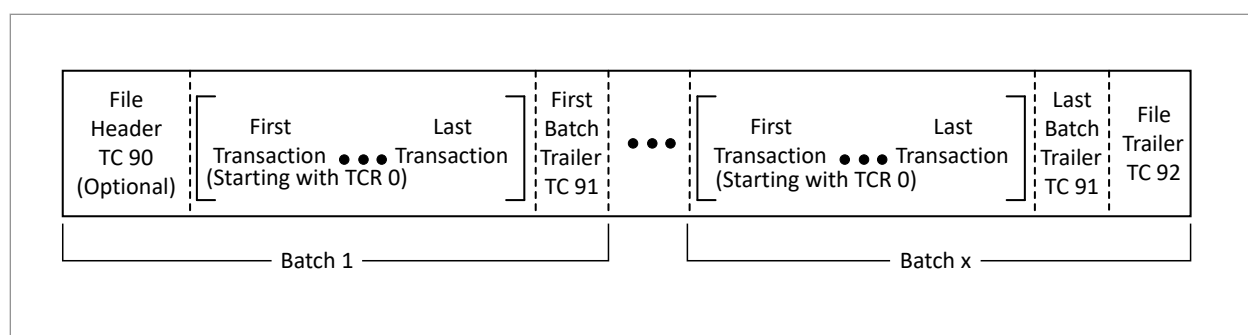 File
Header
TC 90
(Optional)
First Last
Transaction ••• Transaction
(Starting with TCR 0)
First
Batch
Trailer
TC 91
•••
First Last
Transaction ••• Transaction
(Starting with TCR 0)
Last
Batch
Trailer
TC 91
File
Trailer
TC 92
Batch 1
Batch x